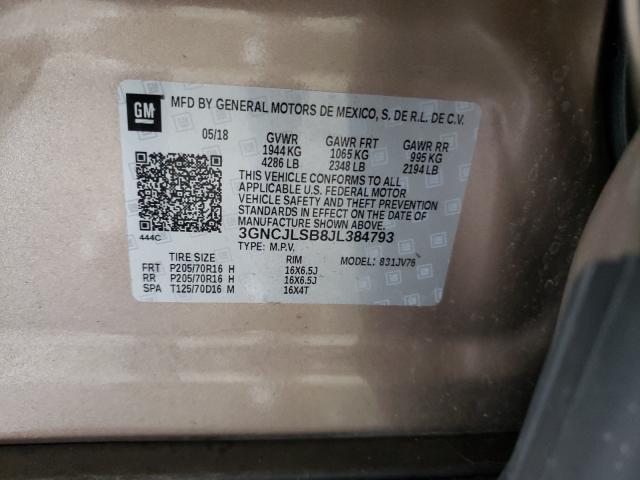 GM
MFD BY GENERAL MOTORS DE MEXICO, S. DE R.L. DE C.V.
05/18 GVWR GAWR FRT GAWR RR
1944 KG 1065 KG 995 KG
4286 LB 2348 LB 2194 LB
THIS VEHICLE CONFORMS TO ALL
APPLICABLE U.S. FEDERAL MOTOR
VEHICLE SAFETY AND THEFT PREVENTION
STANDARDS IN EFFECT ON THE DATE OF
MANUFACTURE SHOWN ABOVE.
444C 3GNCJLSB8JL384793
TYPE: M.P.V.
TIRE SIZE RIM MODEL: 831JV76
FRT P205/70R16 H 16X6.5J
RR P205/70R16 H 16X6.5J
SPA T125/70D16 M 16X4T